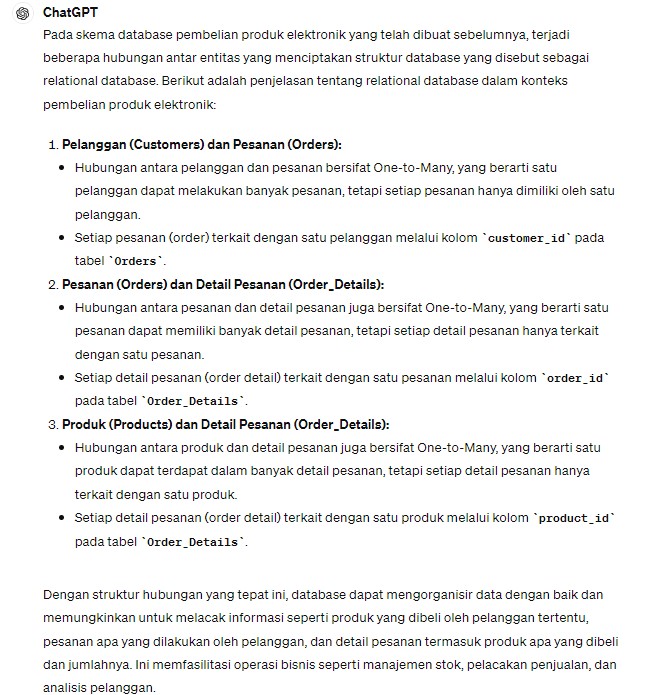 ChatGPT
Pada skema database pembelian produk elektronik yang telah dibuat sebelumnya, terjadi
beberapa hubungan antar entitas yang menciptakan struktur database yang disebut sebagai
relational database. Berikut adalah penjelasan tentang relational database dalam konteks
pembelian produk elektronik:
1. Pelanggan (Customers) dan Pesanan (Orders):
• Hubungan antara pelanggan dan pesanan bersifat One-to-Many, yang berarti satu
pelanggan dapat melakukan banyak pesanan, tetapi setiap pesanan hanya dimiliki oleh satu
pelanggan.
• Setiap pesanan (order) terkait dengan satu pelanggan melalui kolom `customer_id` pada
tabel `Orders`.
2. Pesanan (Orders) dan Detail Pesanan (Order_Details):
• Hubungan antara pesanan dan detail pesanan juga bersifat One-to-Many, yang berarti satu
pesanan dapat memiliki banyak detail pesanan, tetapi setiap detail pesanan hanya terkait
dengan satu pesanan.
• Setiap detail pesanan (order detail) terkait dengan satu pesanan melalui kolom `order_id`
pada tabel `Order_Details`.
3. Produk (Products) dan Detail Pesanan (Order_Details):
• Hubungan antara produk dan detail pesanan juga bersifat One-to-Many, yang berarti satu
produk dapat terdapat dalam banyak detail pesanan, tetapi setiap detail pesanan hanya
terkait dengan satu produk.
• Setiap detail pesanan (order detail) terkait dengan satu produk melalui kolom `product_id`
pada tabel `Order_Details`.
Dengan struktur hubungan yang tepat ini, database dapat mengorganisir data dengan baik dan
memungkinkan untuk melacak informasi seperti produk yang dibeli oleh pelanggan tertentu,
pesanan apa yang dilakukan oleh pelanggan, dan detail pesanan termasuk produk apa yang dibeli
dan jumlahnya. Ini memfasilitasi operasi bisnis seperti manajemen stok, pelacakan penjualan, dan
analisis pelanggan.